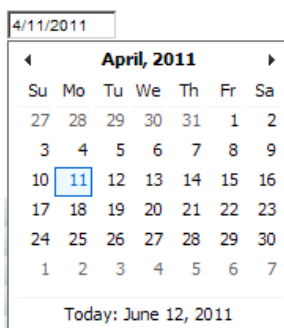 4/11/2011
April, 2011
Su Mo Tu We Th Fr Sa
27 28 29 30 31 1 2
3 4 5 6 7 8 9
10 11 12 13 14 15 16
17 18 19 20 21 22 23
24 25 26 27 28 29 30
1 2 3 4 5 6 7
Today: June 12, 2011